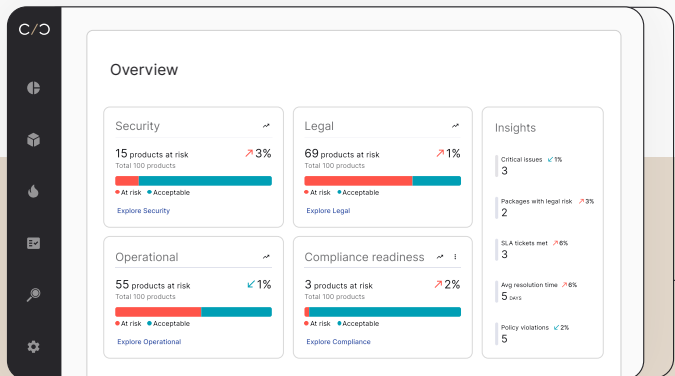 C/C
Overview
Security
15 products at risk
3%
Total 100 products
At risk
Acceptable
Explore Security
Legal
69 products at risk
1%
Total 100 products
At risk
Acceptable
Explore Legal
Operational
55 products at risk
1%
Total 100 products
At risk
Acceptable
Explore Operational
Compliance readiness
3 products at risk
2%
Total 100 products
At risk
Acceptable
Explore Compliance
Insights
Critical issues 1%
3
Packages with legal risk 3%
2
SLA tickets met 6%
3
Avg resolution time 6%
5 DAYS
Policy violations 2%
5